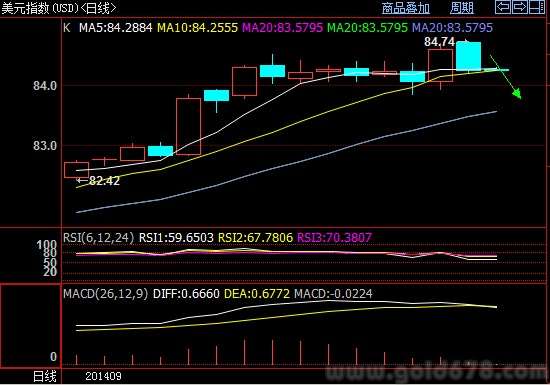 美元指数(USD)<日线> 商品叠加 周期
K MA5:84.2884 MA10:84.2555 MA20:83.5795 MA20:83.5795 MA20:83.5795
84.74
84.0
83.0
82.42
RSI(6,12,24) RSI1:59.6503 RSI2:67.7806 RSI3:70.3807
100
80
50
20
MACD(26,12,9) DIFF:0.6660 DEA:0.6772 MACD:-0.0224
0
www.gold678.com
日线 201409